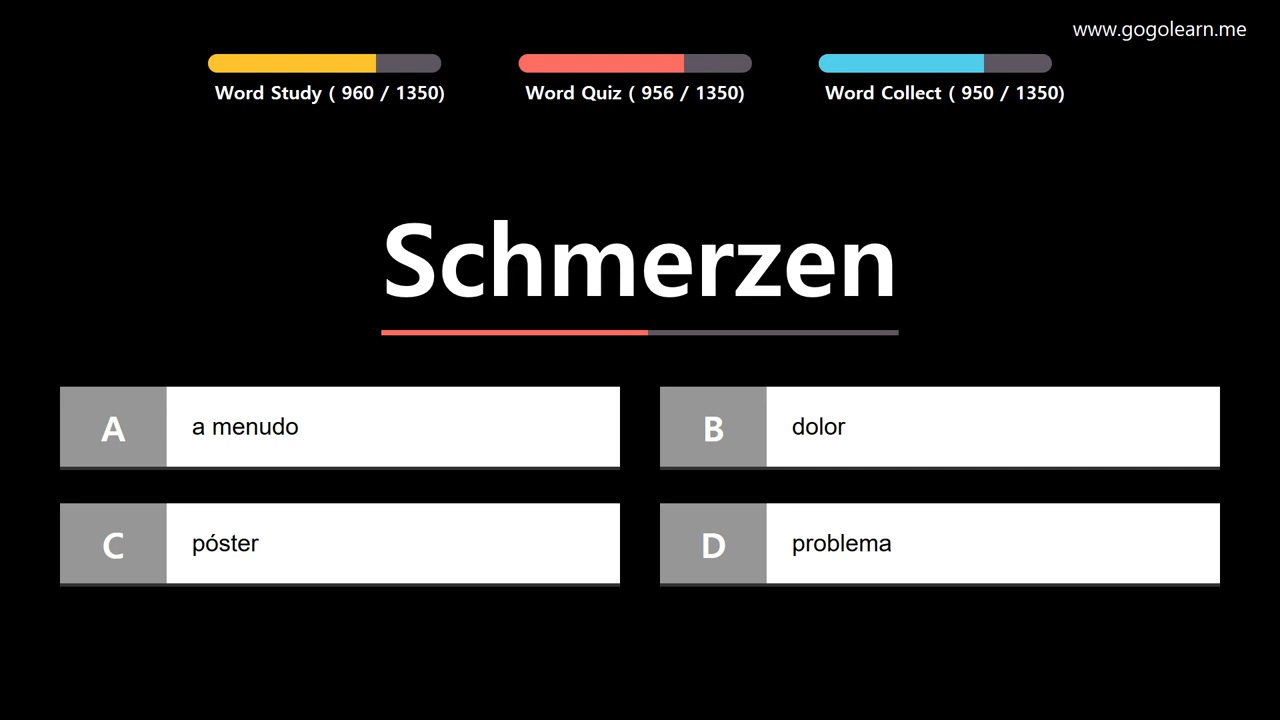 www.gogolearn.me
Word Study ( 960 / 1350)
Word Quiz ( 956 / 1350)
Word Collect ( 950 / 1350)
Schmerzen
A a menudo
B dolor
C póster
D problema